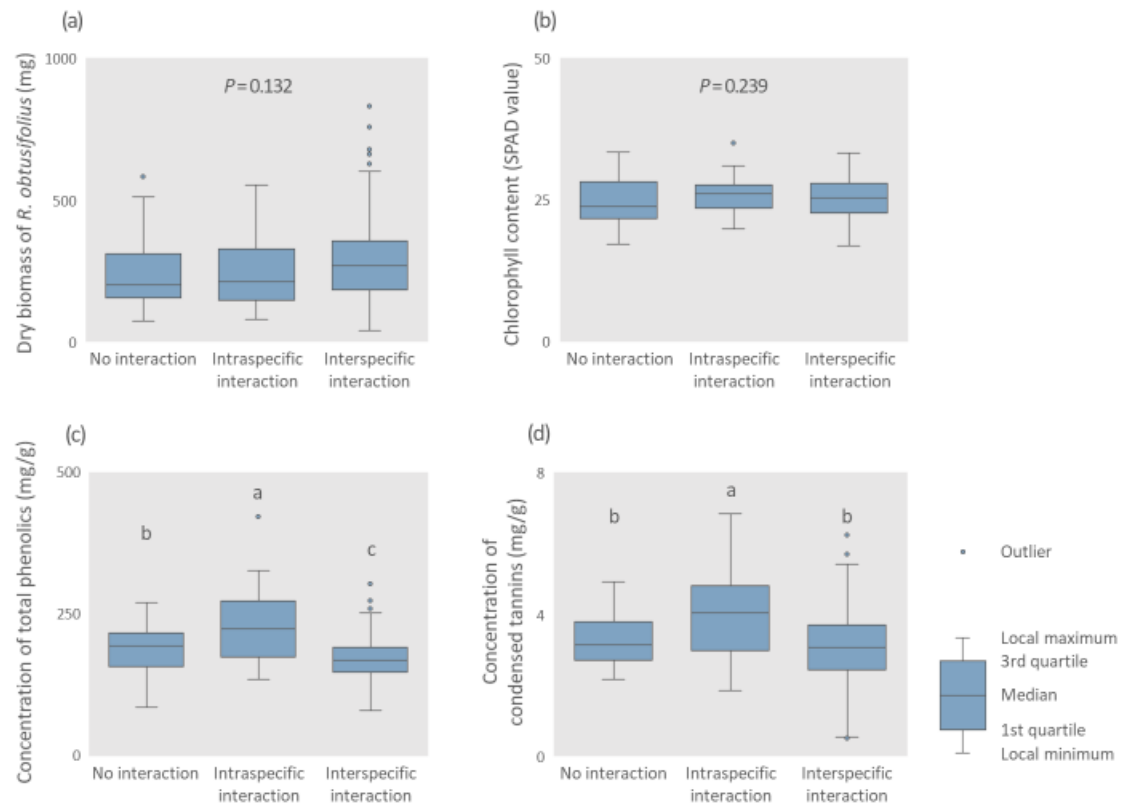 (a)
1000
500
0
Dry biomass of R. obtusifolius (mg)
P = 0.132
No interaction
Intraspecific
interaction
Interspecific
interaction
(b)
50
25
0
Chlorophyll content (SPAD value)
P = 0.239
No interaction
Intraspecific
interaction
Interspecific
interaction
(c)
500
250
0
Concentration of total phenolics (mg/g)
b
a
c
No interaction
Intraspecific
interaction
Interspecific
interaction
(d)
8
4
0
Concentration of
condensed tannins (mg/g)
b
a
b
No interaction
Intraspecific
interaction
Interspecific
interaction
Outlier
Local maximum
3rd quartile
Median
1st quartile
Local minimum